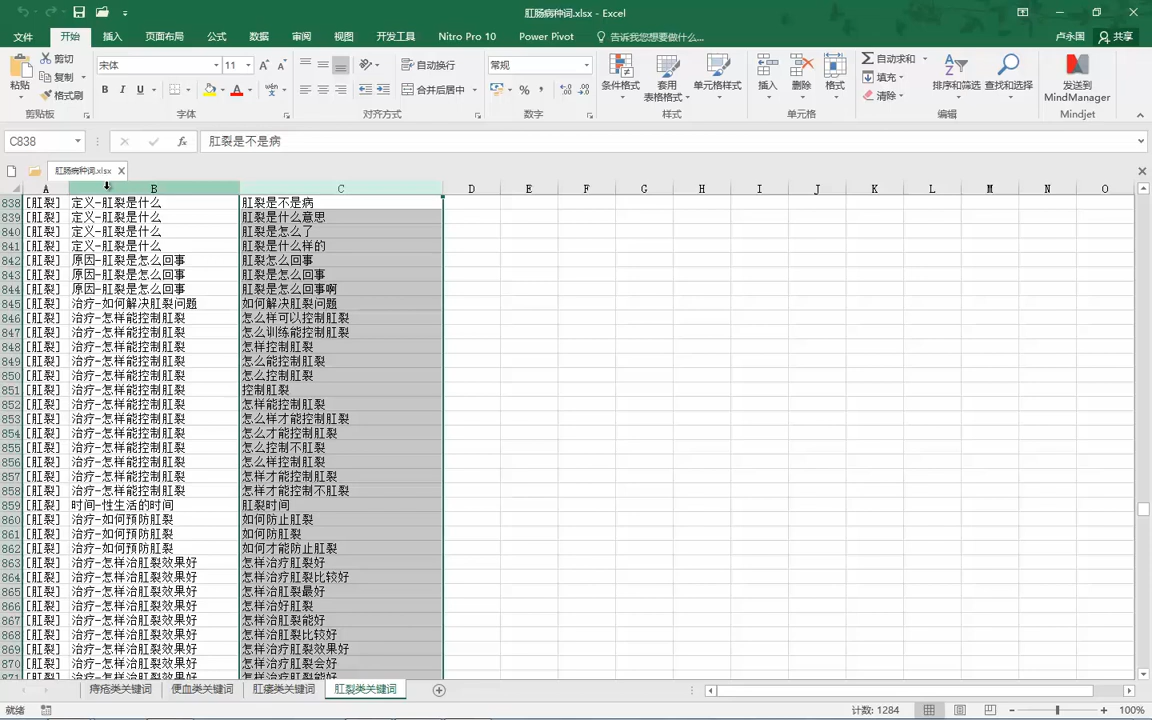 肛肠病种词.xlsx - Excel
文件 开始 插入 页面布局 公式 数据 审阅 视图 开发工具 Nitro Pro 10 Power Pivot 告诉我您想要做什么... 卢永国 共享
粘贴 剪切 复制 格式刷 剪贴板
宋体 11 B I U A 字体
自动换行 合并后居中 对齐方式
常规 % 数字
条件格式 套用表格格式 单元格样式 样式
插入 删除 格式 单元格
自动求和 填充 清除 排序和筛选 查找和选择 编辑
发送到 MindManager Mindjet
C838 fx 肛裂是不是病
肛肠病种词.xlsx
A B C D E F G H I J K L M N O
838 [肛裂] 定义-肛裂是什么 肛裂是不是病
839 [肛裂] 定义-肛裂是什么 肛裂是什么意思
840 [肛裂] 定义-肛裂是什么 肛裂是怎么了
841 [肛裂] 定义-肛裂是什么 肛裂是什么样的
842 [肛裂] 原因-肛裂是怎么回事 肛裂怎么回事
843 [肛裂] 原因-肛裂是怎么回事 肛裂是怎么回事
844 [肛裂] 原因-肛裂是怎么回事 肛裂是怎么回事啊
845 [肛裂] 治疗-如何解决肛裂问题 如何解决肛裂问题
846 [肛裂] 治疗-怎样能控制肛裂 怎么样可以控制肛裂
847 [肛裂] 治疗-怎样能控制肛裂 怎么训练能控制肛裂
848 [肛裂] 治疗-怎样能控制肛裂 怎样控制肛裂
849 [肛裂] 治疗-怎样能控制肛裂 怎么能控制肛裂
850 [肛裂] 治疗-怎样能控制肛裂 怎么控制肛裂
851 [肛裂] 治疗-怎样能控制肛裂 控制肛裂
852 [肛裂] 治疗-怎样能控制肛裂 怎样能控制肛裂
853 [肛裂] 治疗-怎样能控制肛裂 怎么样才能控制肛裂
854 [肛裂] 治疗-怎样能控制肛裂 怎么才能控制肛裂
855 [肛裂] 治疗-怎样能控制肛裂 怎么控制不肛裂
856 [肛裂] 治疗-怎样能控制肛裂 怎么样控制肛裂
857 [肛裂] 治疗-怎样能控制肛裂 怎样才能控制肛裂
858 [肛裂] 治疗-怎样能控制肛裂 怎样才能控制不肛裂
859 [肛裂] 时间-性生活的时间 肛裂时间
860 [肛裂] 治疗-如何预防肛裂 如何防止肛裂
861 [肛裂] 治疗-如何预防肛裂 如何防肛裂
862 [肛裂] 治疗-如何预防肛裂 如何才能防止肛裂
863 [肛裂] 治疗-怎样治肛裂效果好 怎样治疗肛裂好
864 [肛裂] 治疗-怎样治肛裂效果好 怎样治疗肛裂比较好
865 [肛裂] 治疗-怎样治肛裂效果好 怎样治肛裂最好
866 [肛裂] 治疗-怎样治肛裂效果好 怎样治好肛裂
867 [肛裂] 治疗-怎样治肛裂效果好 怎样治肛裂能好
868 [肛裂] 治疗-怎样治肛裂效果好 怎样治肛裂比较好
869 [肛裂] 治疗-怎样治肛裂效果好 怎样治疗肛裂效果好
870 [肛裂] 治疗-怎样治肛裂效果好 怎样治疗肛裂会好
871 [肛裂] 治疗-怎样治肛裂效果好 怎样治疗肛裂能好
痔疮类关键词 便血类关键词 肛瘘类关键词 肛裂类关键词
就绪 计数: 1284 100%